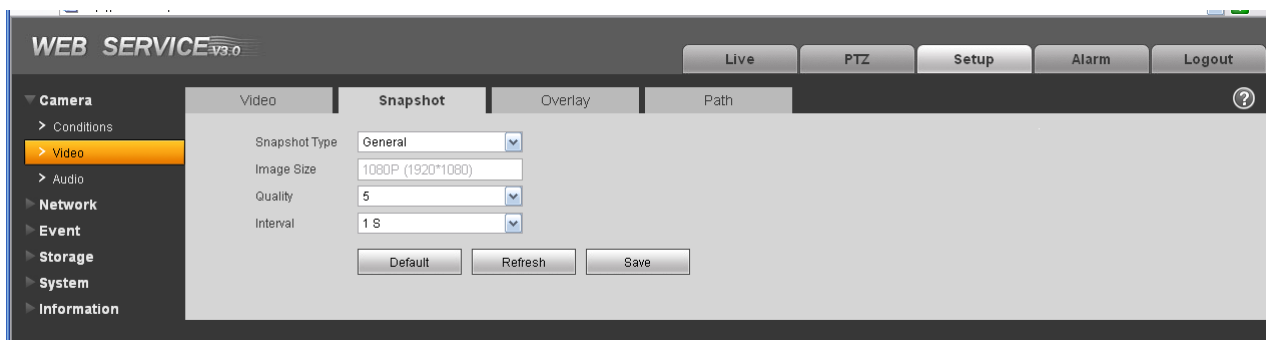 WEB SERVICE V3.0
Live PTZ Setup Alarm Logout
Camera
Conditions
Video
Audio
Network
Event
Storage
System
Information
Video Snapshot Overlay Path ?
Snapshot Type General
Image Size 1080P (1920*1080)
Quality 5
Interval 1 S
Default Refresh Save